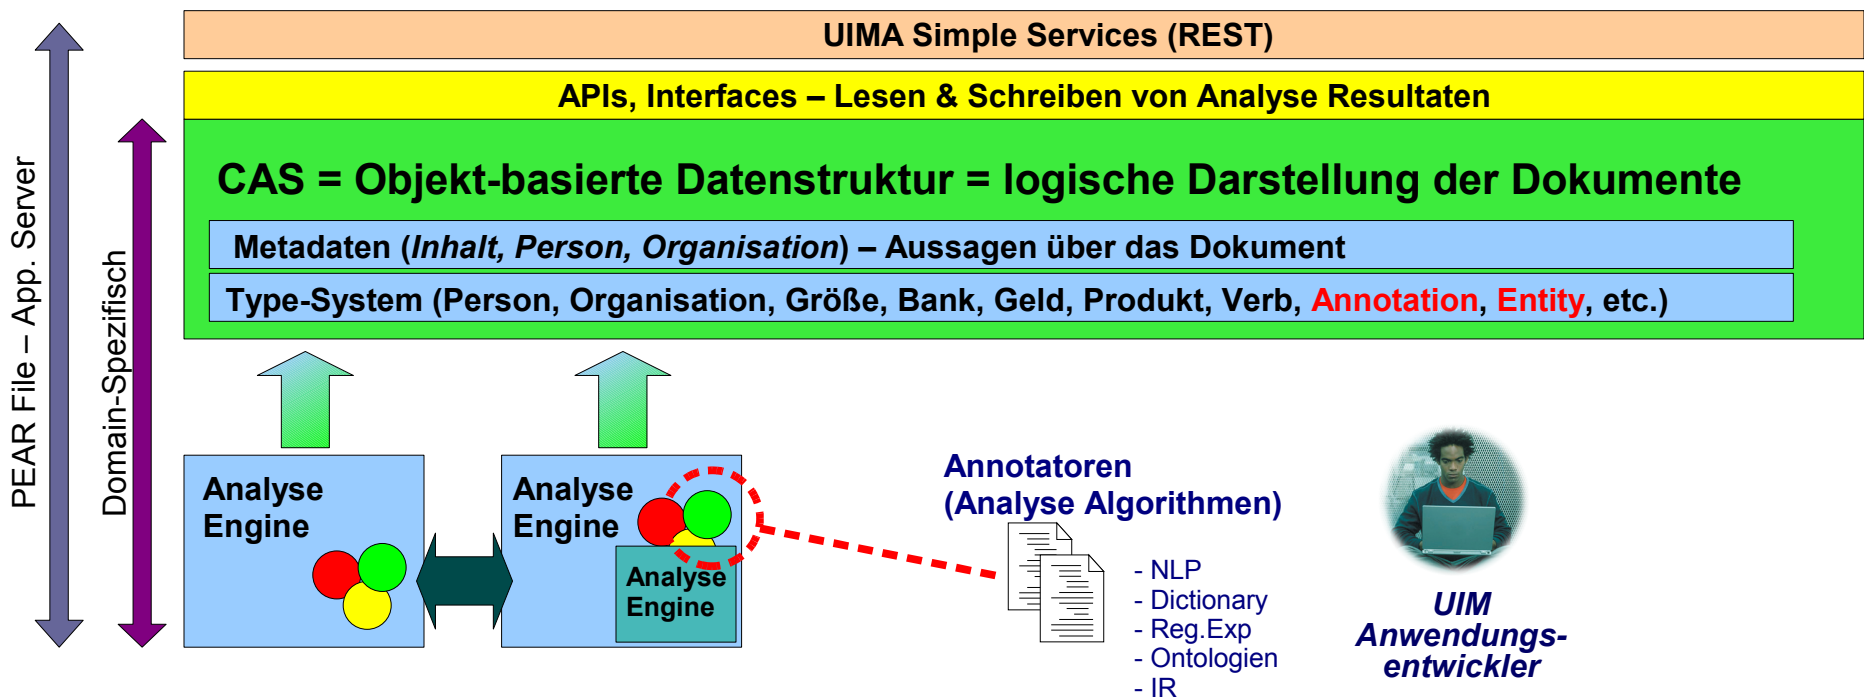 UIMA Simple Services (REST)
APIs, Interfaces – Lesen & Schreiben von Analyse Resultaten
CAS = Objekt-basierte Datenstruktur = logische Darstellung der Dokumente
Metadaten (Inhalt, Person, Organisation) – Aussagen über das Dokument
Type-System (Person, Organisation, Größe, Bank, Geld, Produkt, Verb, Annotation, Entity, etc.)
PEAR File – App. Server
Domain-Spezifisch
Analyse
Engine
Analyse
Engine
Analyse
Engine
Annotatoren
(Analyse Algorithmen)
- NLP
- Dictionary
- Reg.Exp
- Ontologien
- IR
UIM
Anwendungs-
entwickler